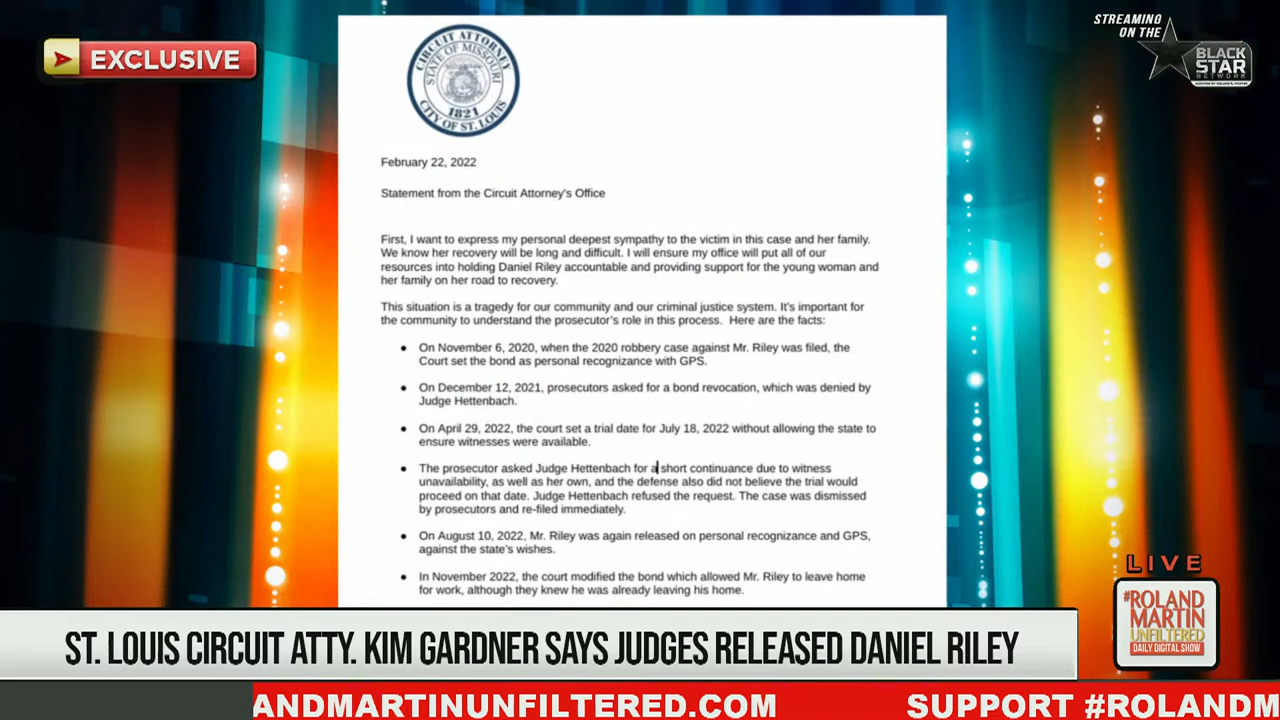 EXCLUSIVE
STREAMING
ON THE
BLACK
STAR
NETWORK
CIRCUIT ATTORNEY
STATE OF MISSOURI
1821
CITY OF ST. LOUIS
February 22, 2022
Statement from the Circuit Attorney's Office
First, I want to express my personal deepest sympathy to the victim in this case and her family.
We know her recovery will be long and difficult. I will ensure my office will put all of our
resources into holding Daniel Riley accountable and providing support for the young woman and
her family on her road to recovery.
This situation is a tragedy for our community and our criminal justice system. It's important for
the community to understand the prosecutor's role in this process. Here are the facts:
• On November 6, 2020, when the 2020 robbery case against Mr. Riley was filed, the
Court set the bond as personal recognizance with GPS.
• On December 12, 2021, prosecutors asked for a bond revocation, which was denied by
Judge Hettenbach.
• On April 29, 2022, the court set a trial date for July 18, 2022 without allowing the state to
ensure witnesses were available.
• The prosecutor asked Judge Hettenbach for a short continuance due to witness
unavailability, as well as her own, and the defense also did not believe the trial would
proceed on that date. Judge Hettenbach refused the request. The case was dismissed
by prosecutors and re-filed immediately.
• On August 10, 2022, Mr. Riley was again released on personal recognizance and GPS,
against the state's wishes.
• In November 2022, the court modified the bond which allowed Mr. Riley to leave home
for work, although they knew he was already leaving his home.
LIVE
#ROLAND
MARTIN
UNFILTERED
DAILY DIGITAL SHOW
ST. LOUIS CIRCUIT ATTY. KIM GARDNER SAYS JUDGES RELEASED DANIEL RILEY
ANDMARTINUNFILTERED.COM SUPPORT #ROLANDM